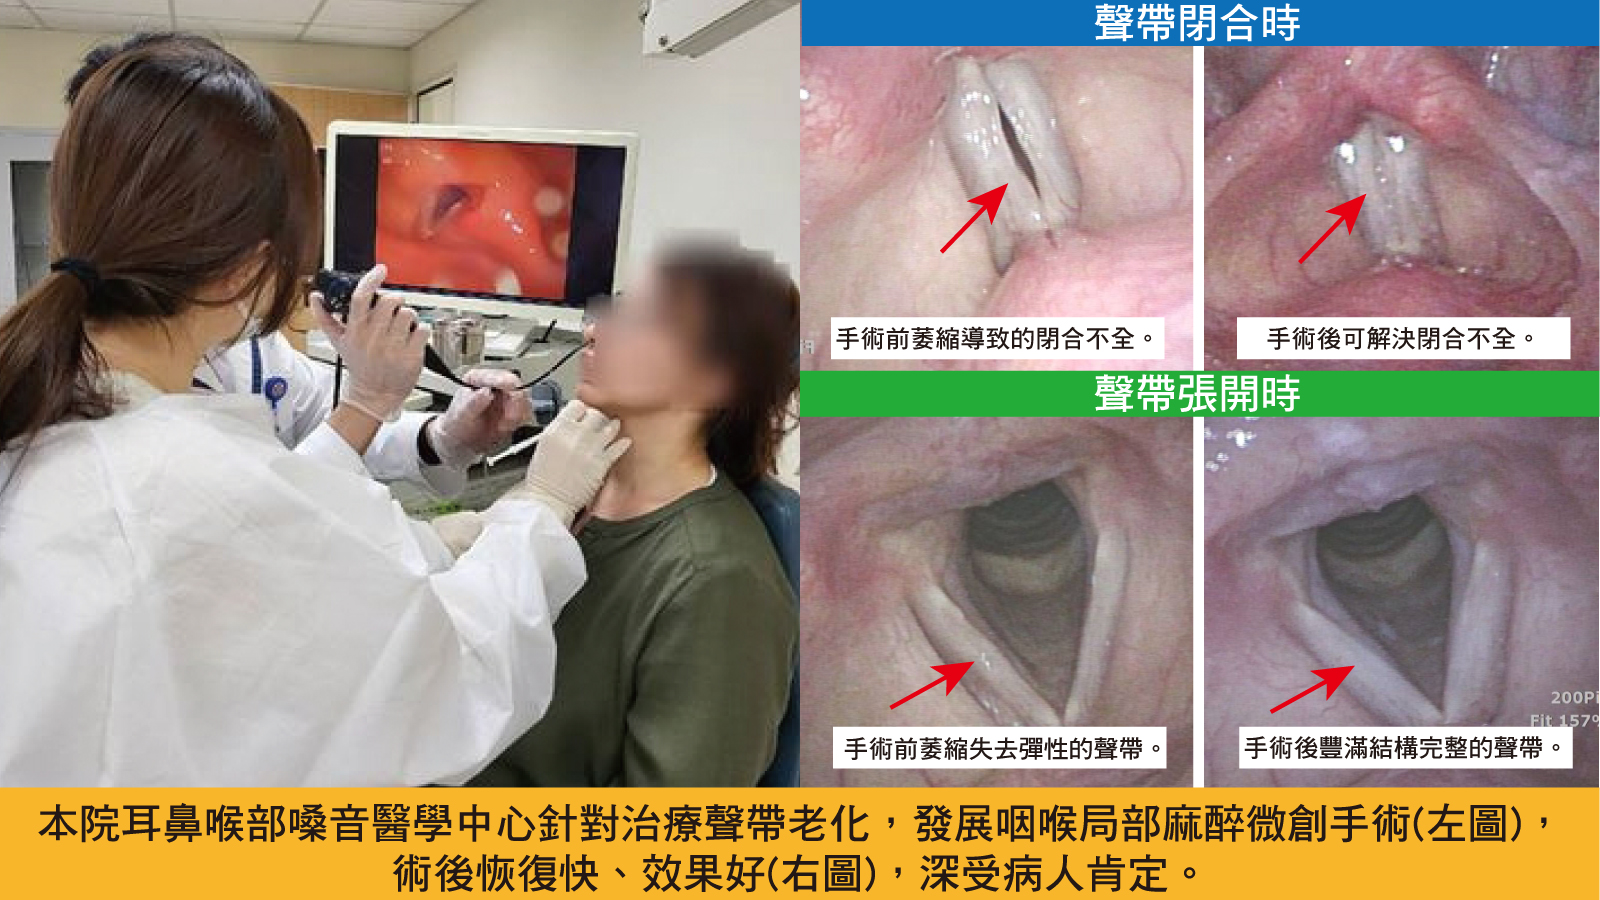 聲帶閉合時
手術前萎縮導致的閉合不全。
手術後可解決閉合不全。
聲帶張開時
200Pi
Fit 157%
手術前萎縮失去彈性的聲帶。
手術後豐滿結構完整的聲帶。
本院耳鼻喉部嗓音醫學中心針對治療聲帶老化，發展咽喉局部麻醉微創手術(左圖)，
術後恢復快、效果好(右圖)，深受病人肯定。